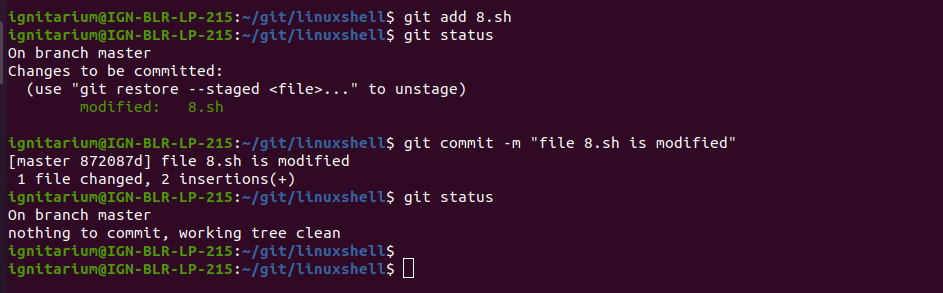 ignitarium@IGN-BLR-LP-215:~/git/linuxshell$ git add 8.sh
ignitarium@IGN-BLR-LP-215:~/git/linuxshell$ git status
On branch master
Changes to be committed:
  (use "git restore --staged <file>..." to unstage)
        modified:   8.sh

ignitarium@IGN-BLR-LP-215:~/git/linuxshell$ git commit -m "file 8.sh is modified"
[master 872087d] file 8.sh is modified
 1 file changed, 2 insertions(+)
ignitarium@IGN-BLR-LP-215:~/git/linuxshell$ git status
On branch master
nothing to commit, working tree clean
ignitarium@IGN-BLR-LP-215:~/git/linuxshell$
ignitarium@IGN-BLR-LP-215:~/git/linuxshell$